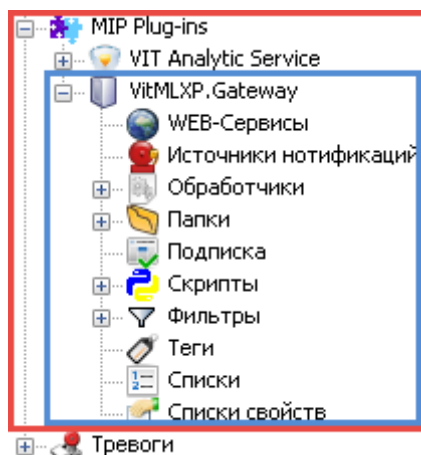 MIP Plug-ins
VIT Analytic Service
VitMLXP.Gateway
WEB-Сервисы
Источники нотификаций
Обработчики
Папки
Подписка
Скрипты
Фильтры
Теги
Списки
Списки свойств
Тревоги